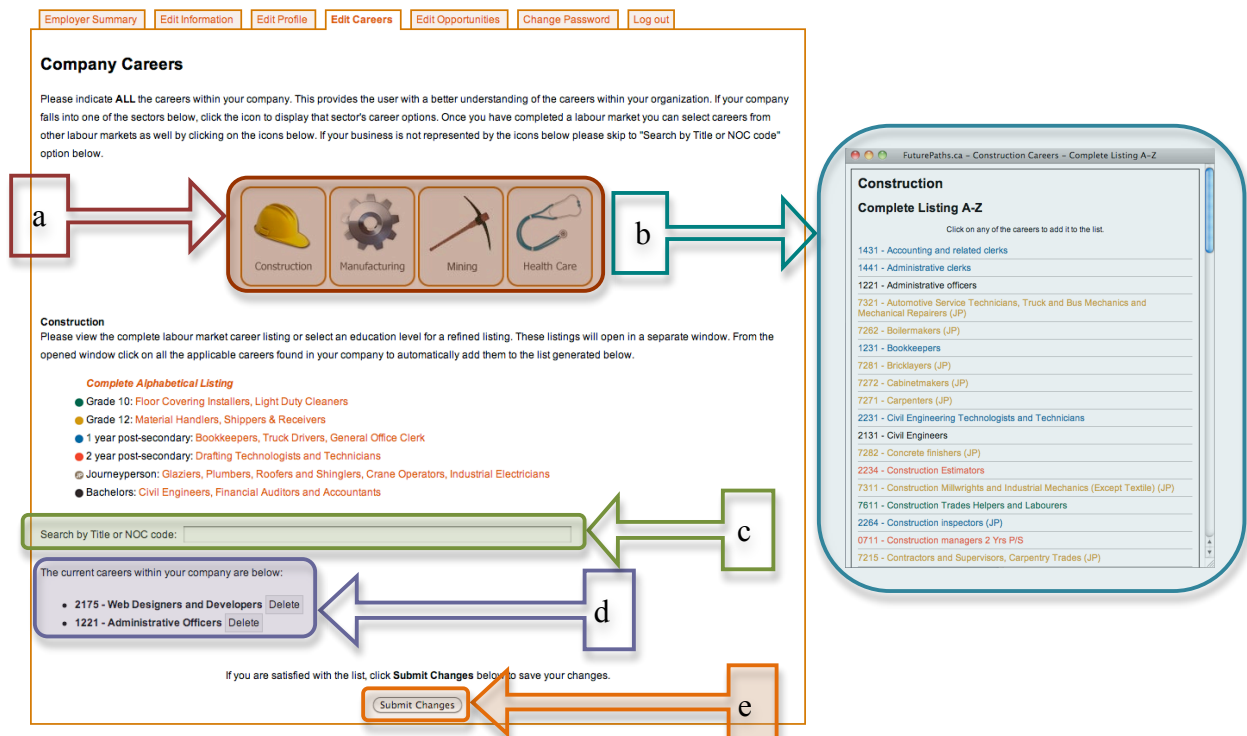 Employer Summary
Edit Information
Edit Profile
Edit Careers
Edit Opportunities
Change Password
Log out
Company Careers
Please indicate ALL the careers within your company. This provides the user with a better understanding of the careers within your organization. If your company
falls into one of the sectors below, click the icon to display that sector's career options. Once you have completed a labour market you can select careers from
other labour markets as well by clicking on the icons below. If your business is not represented by the icons below please skip to "Search by Title or NOC code"
option below.
a
Construction
Manufacturing
Mining
Health Care
b
Construction
Please view the complete labour market career listing or select an education level for a refined listing. These listings will open in a separate window. From the
opened window click on all the applicable careers found in your company to automatically add them to the list generated below.
Complete Alphabetical Listing
Grade 10: Floor Covering Installers, Light Duty Cleaners
Grade 12: Material Handlers, Shippers & Receivers
1 year post-secondary: Bookkeepers, Truck Drivers, General Office Clerk
2 year post-secondary: Drafting Technologists and Technicians
JP Journeyperson: Glaziers, Plumbers, Roofers and Shinglers, Crane Operators, Industrial Electricians
Bachelors: Civil Engineers, Financial Auditors and Accountants
Search by Title or NOC code:
c
The current careers within your company are below:
• 2175 - Web Designers and Developers Delete
• 1221 - Administrative Officers Delete
d
If you are satisfied with the list, click Submit Changes below to save your changes.
Submit Changes
e
FuturePaths.ca – Construction Careers – Complete Listing A–Z
Construction
Complete Listing A-Z
Click on any of the careers to add it to the list.
1431 - Accounting and related clerks
1441 - Administrative clerks
1221 - Administrative officers
7321 - Automotive Service Technicians, Truck and Bus Mechanics and
Mechanical Repairers (JP)
7262 - Boilermakers (JP)
1231 - Bookkeepers
7281 - Bricklayers (JP)
7272 - Cabinetmakers (JP)
7271 - Carpenters (JP)
2231 - Civil Engineering Technologists and Technicians
2131 - Civil Engineers
7282 - Concrete finishers (JP)
2234 - Construction Estimators
7311 - Construction Millwrights and Industrial Mechanics (Except Textile) (JP)
7611 - Construction Trades Helpers and Labourers
2264 - Construction inspectors (JP)
0711 - Construction managers 2 Yrs P/S
7215 - Contractors and Supervisors, Carpentry Trades (JP)